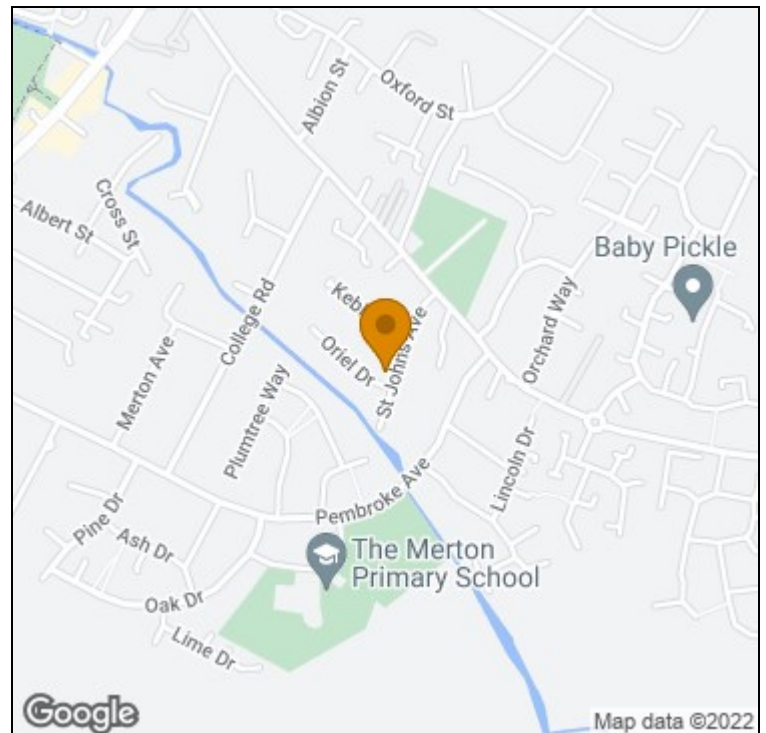 Albion St
Oxford St
Cross St
Albert St
Baby Pickle
Keb
College Rd
Orchard Way
St Johns Ave
Oriel Dr
Merton Ave
Plumtree Way
Lincoln Dr
Pembroke Ave
Pine Dr
Ash Dr
The Merton
Primary School
Oak Dr
Lime Dr
Google
Map data ©2022